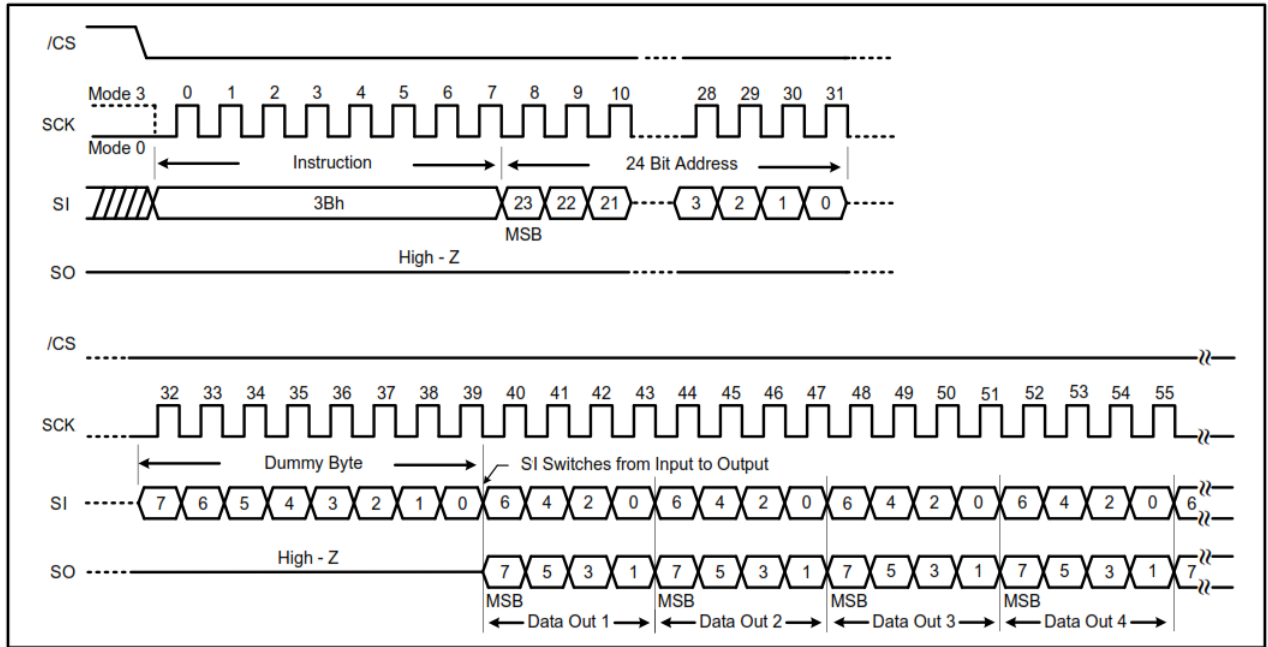 /CS
Mode 3 0 1 2 3 4 5 6 7 8 9 10 28 29 30 31
SCK
Mode 0
Instruction 24 Bit Address
SI 3Bh 23 22 21 3 2 1 0
MSB
High - Z
SO
/CS
32 33 34 35 36 37 38 39 40 41 42 43 44 45 46 47 48 49 50 51 52 53 54 55
SCK
Dummy Byte SI Switches from Input to Output
SI 7 6 5 4 3 2 1 0 6 4 2 0 6 4 2 0 6 4 2 0 6 4 2 0 6
High - Z
SO 7 5 3 1 7 5 3 1 7 5 3 1 7 5 3 1 7
MSB MSB MSB MSB
Data Out 1 Data Out 2 Data Out 3 Data Out 4